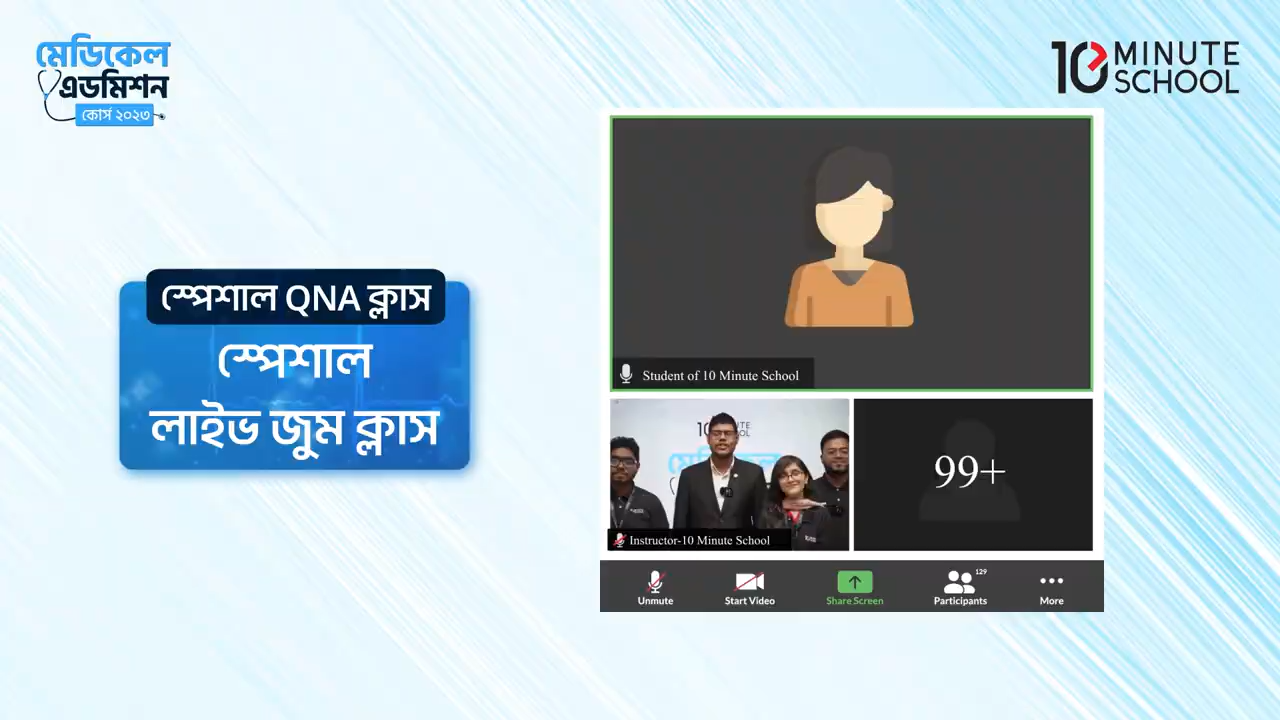 মেডিকেল
এডমিশন
কোর্স ২০২৩
10 MINUTE
SCHOOL
স্পেশাল QNA ক্লাস
স্পেশাল
লাইভ জুম ক্লাস
Student of 10 Minute School
Instructor-10 Minute School
99+
Unmute
Start Video
Share Screen
Participants
129
More